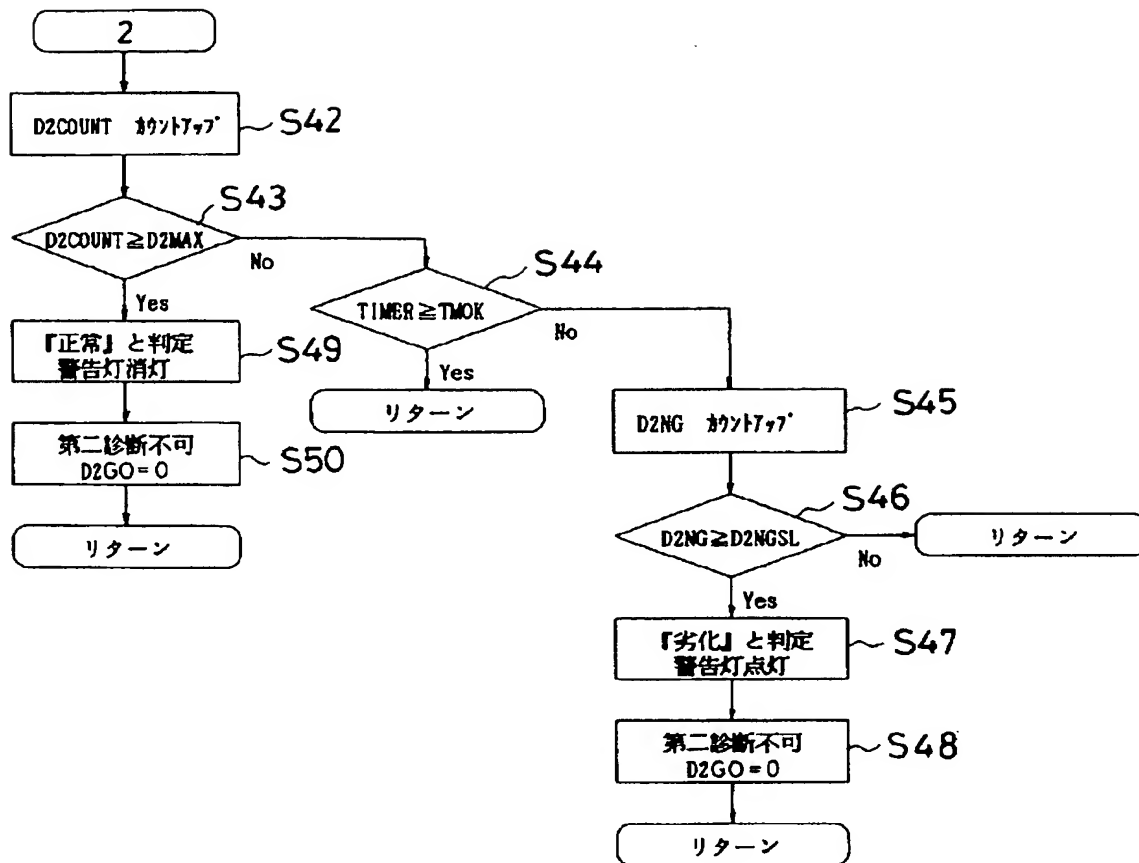 2
D2COUNT カウントアップ
S42
S43
D2COUNT≧D2MAX
No
Yes
S44
TIMER≧TMOK
No
Yes
『正常』と判定
警告灯消灯
S49
リターン
第二診断不可
D2GO=0
S50
リターン
D2NG カウントアップ
S45
S46
D2NG≧D2NGSL
No
リターン
Yes
『劣化』と判定
警告灯点灯
S47
第二診断不可
D2GO=0
S48
リターン